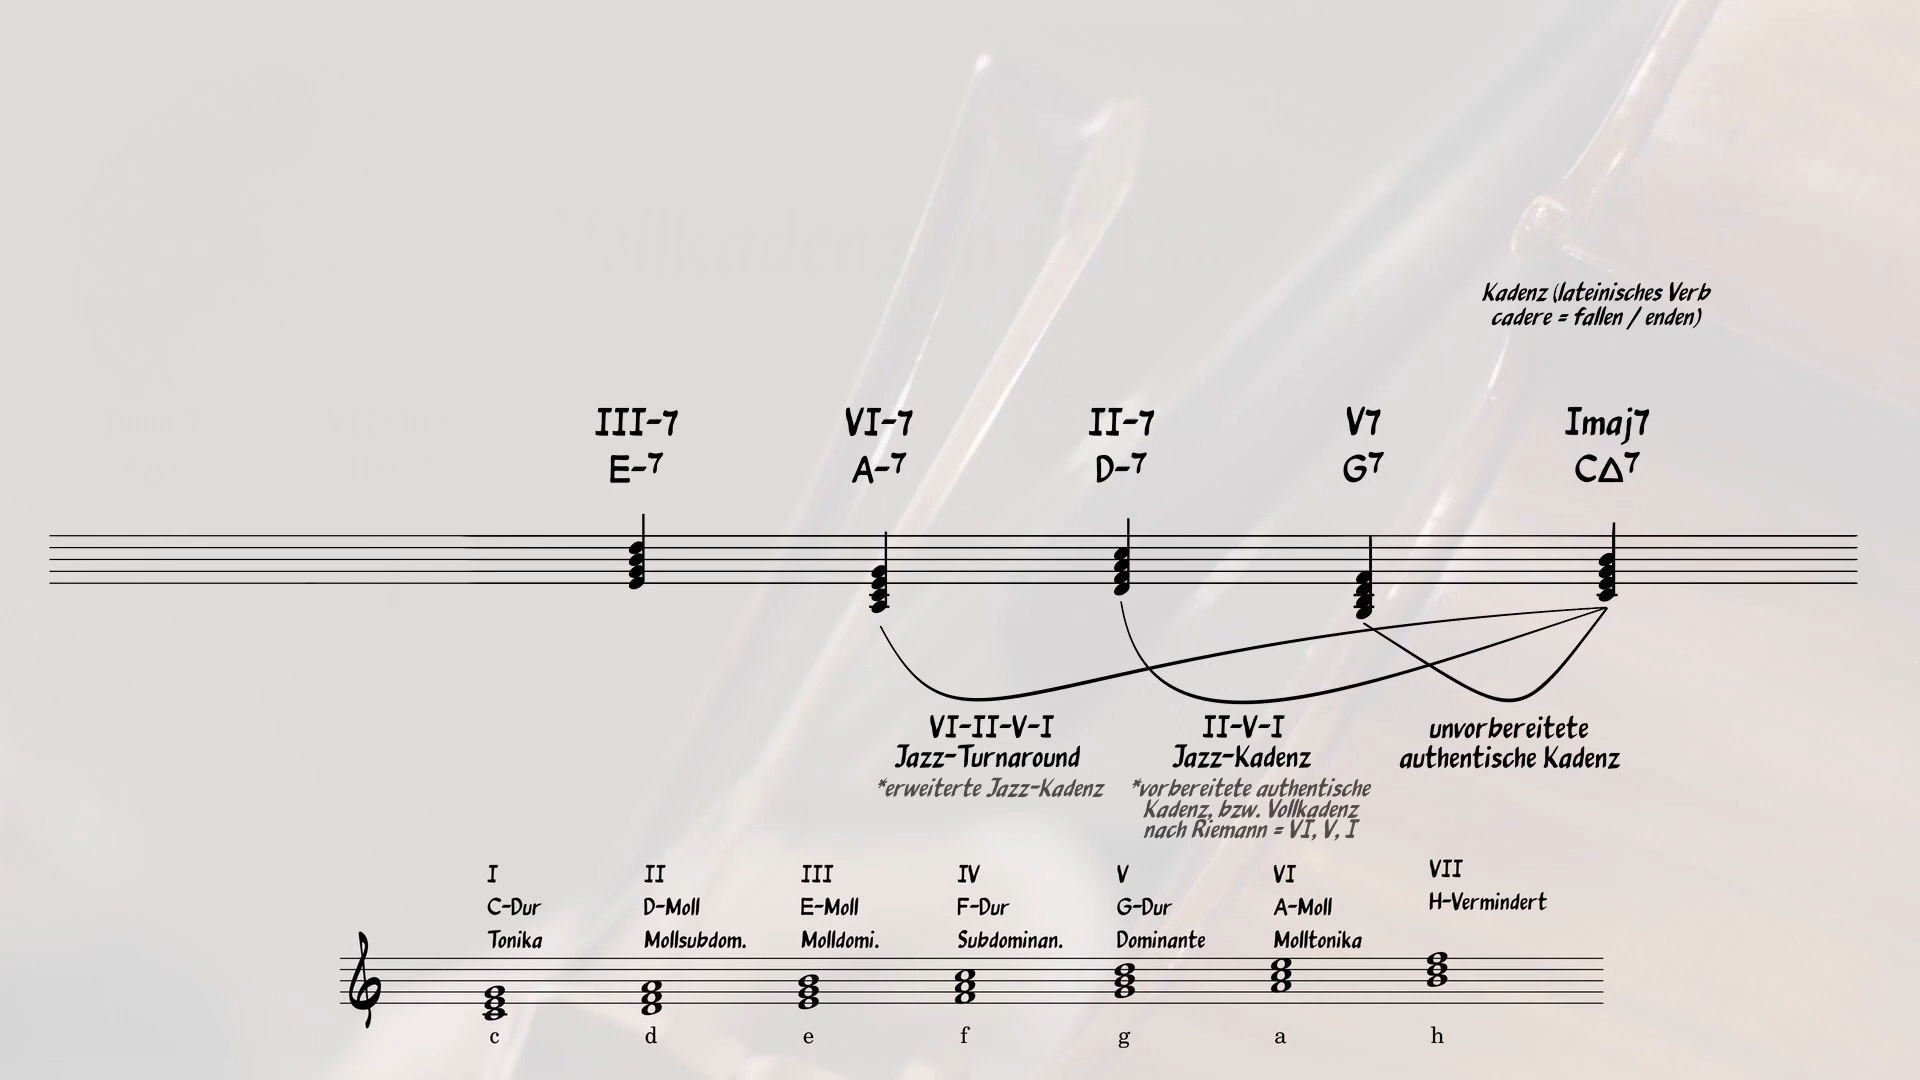 Kadenz (lateinisches Verb
cadere = fallen / enden)
III-7
VI-7
II-7
V7
Imaj7
E-7
A-7
D-7
G7
C△7
VI-II-V-I
Jazz-Turnaround
*erweiterte Jazz-Kadenz
II-V-I
Jazz-Kadenz
*vorbereitete authentische
Kadenz, bzw. Vollkadenz
nach Riemann = VI, V, I
unvorbereitete
authentische Kadenz
I
C-Dur
Tonika
II
D-Moll
Mollsubdom.
III
E-Moll
Molldomi.
IV
F-Dur
Subdominan.
V
G-Dur
Dominante
VI
A-Moll
Molltonika
VII
H-Vermindert
c
d
e
f
g
a
h